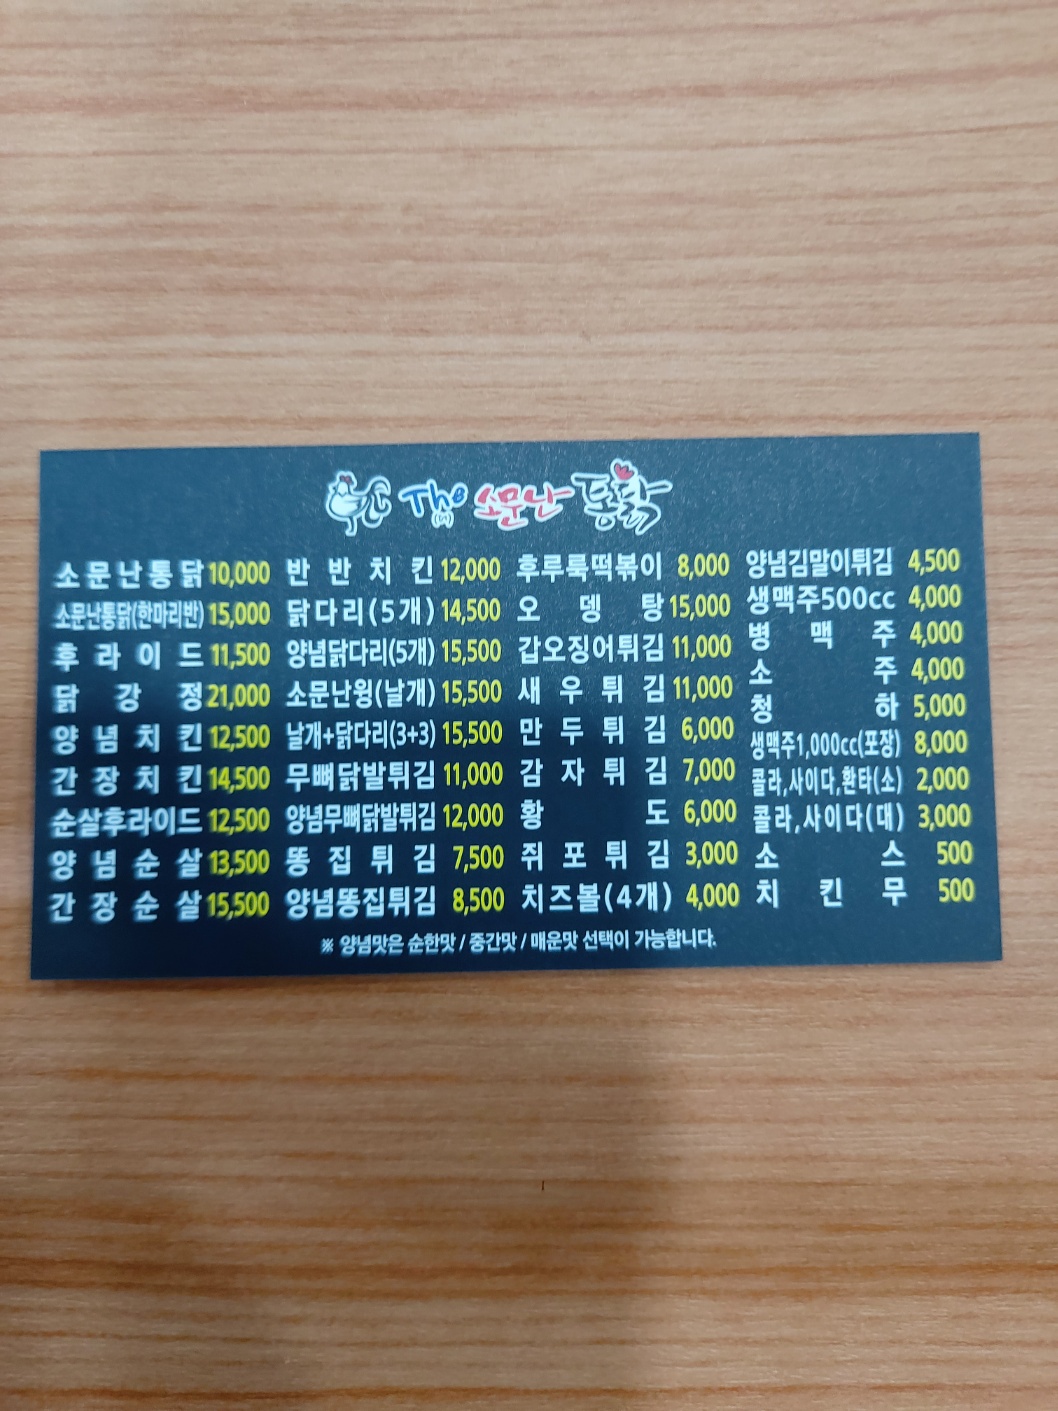 The(더) 소문난 통닭
소문난통닭 10,000
소문난통닭(한마리반) 15,000
후라이드 11,500
닭강정 21,000
양념치킨 12,500
간장치킨 14,500
순살후라이드 12,500
양념순살 13,500
간장순살 15,500
반반치킨 12,000
닭다리(5개) 14,500
양념닭다리(5개) 15,500
소문난윙(날개) 15,500
날개+닭다리(3+3) 15,500
무뼈닭발튀김 11,000
양념무뼈닭발튀김 12,000
똥집튀김 7,500
양념똥집튀김 8,500
후루룩떡볶이 8,000
오뎅탕 15,000
갑오징어튀김 11,000
새우튀김 11,000
만두튀김 6,000
감자튀김 7,000
황도 6,000
쥐포튀김 3,000
치즈볼(4개) 4,000
양념김말이튀김 4,500
생맥주500cc 4,000
병맥주 4,000
소주 4,000
청하 5,000
생맥주1,000cc(포장) 8,000
콜라,사이다,환타(소) 2,000
콜라,사이다(대) 3,000
소스 500
치킨무 500
※ 양념맛은 순한맛 / 중간맛 / 매운맛 선택이 가능합니다.